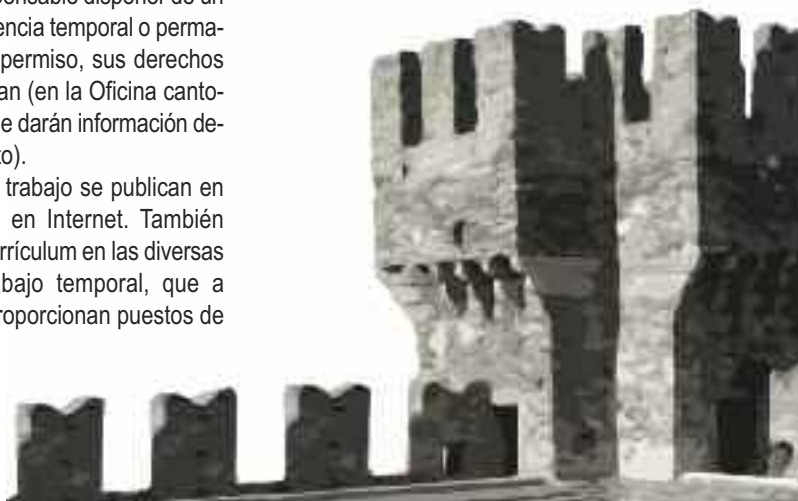 disponer de un
encia temporal o perma-
permiso, sus derechos
an (en la Oficina canto-
e darán información de-
to).
trabajo se publican en
en Internet. También
rrículum en las diversas
bajo temporal, que a
roporcionan puestos de